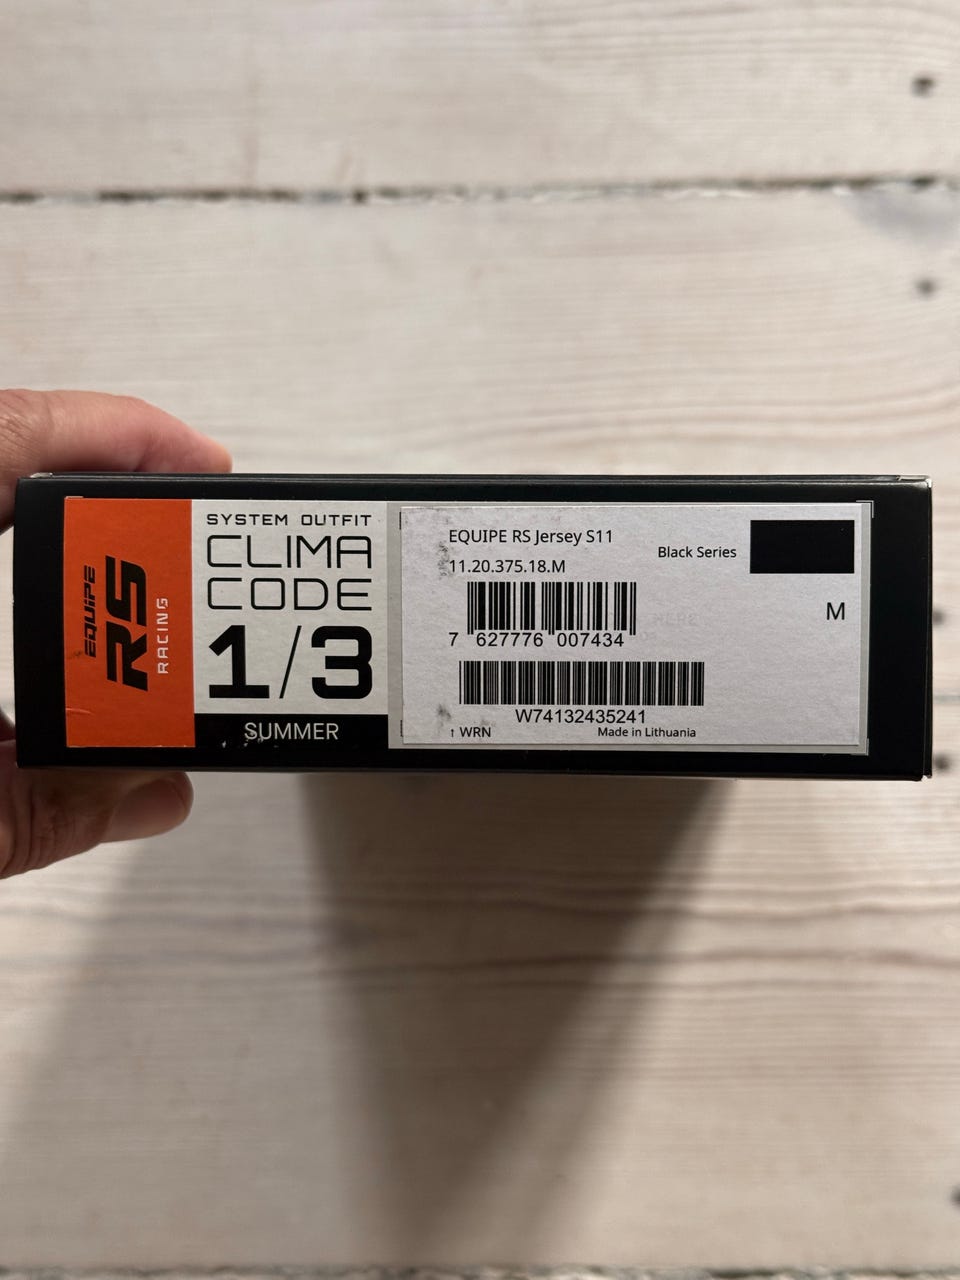 EQUIPE
RS
RACING
SYSTEM OUTFIT
CLIMA
CODE
1/3
SUMMER
EQUIPE RS Jersey S11
11.20.375.18.M
Black Series
M
7 627776 007434
W74132435241
↑ WRN
Made in Lithuania